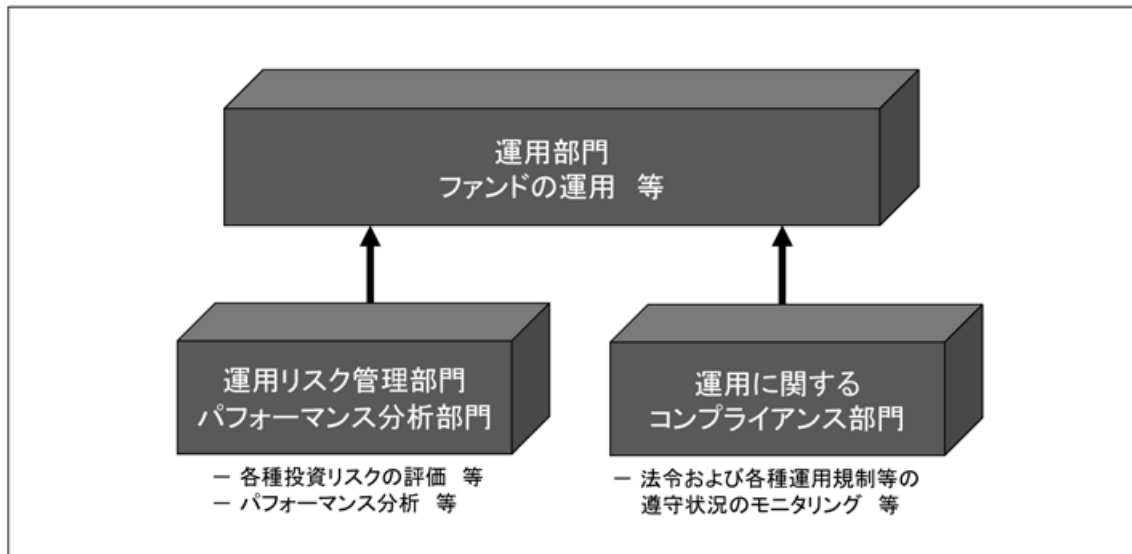 運用部門
ファンドの運用 等
運用リスク管理部門
パフォーマンス分析部門
運用に関する
コンプライアンス部門
－ 各種投資リスクの評価 等
－ パフォーマンス分析 等
－ 法令および各種運用規制等の
遵守状況のモニタリング 等